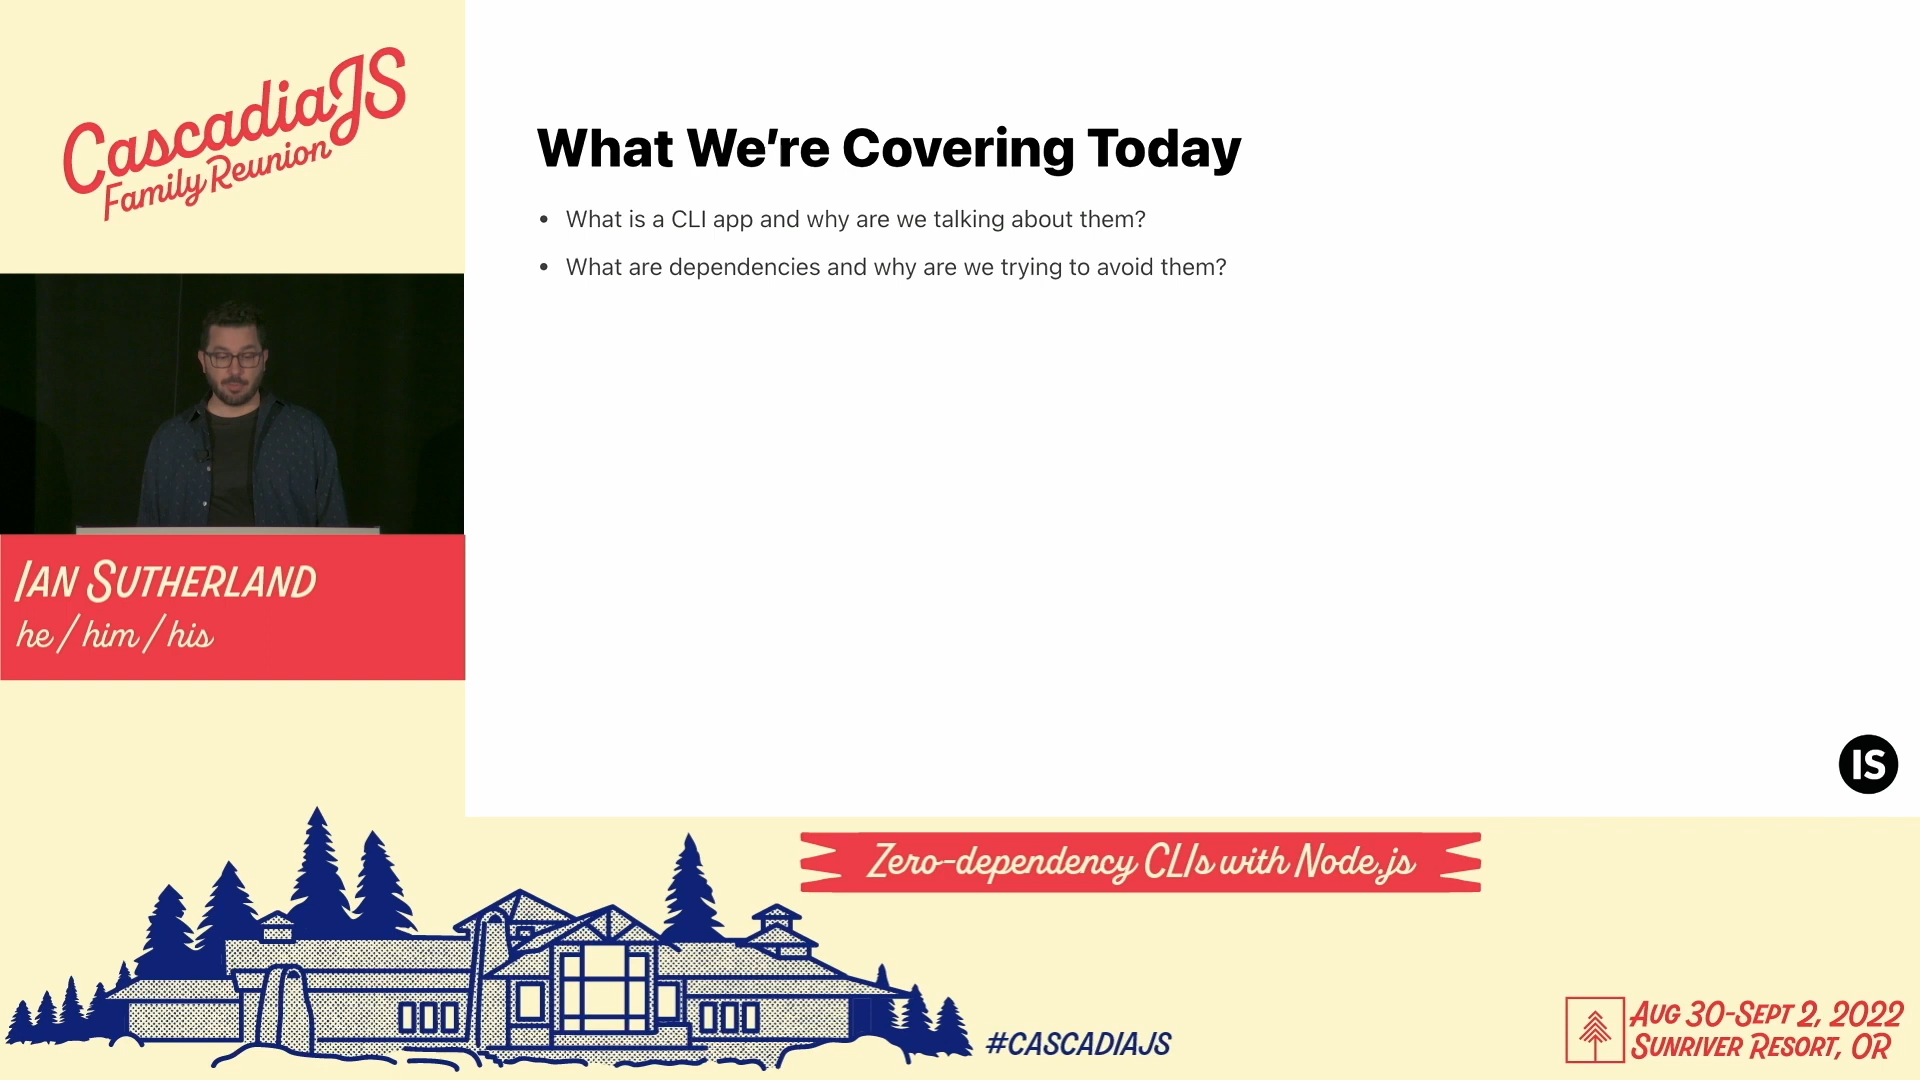 CascadiaJS
Family Reunion
What We're Covering Today
• What is a CLI app and why are we talking about them?
• What are dependencies and why are we trying to avoid them?
IAN SUTHERLAND
he / him / his
IS
Zero-dependency CLIs with Node.js
#CASCADIAJS
AUG 30-SEPT 2, 2022
SUNRIVER RESORT, OR